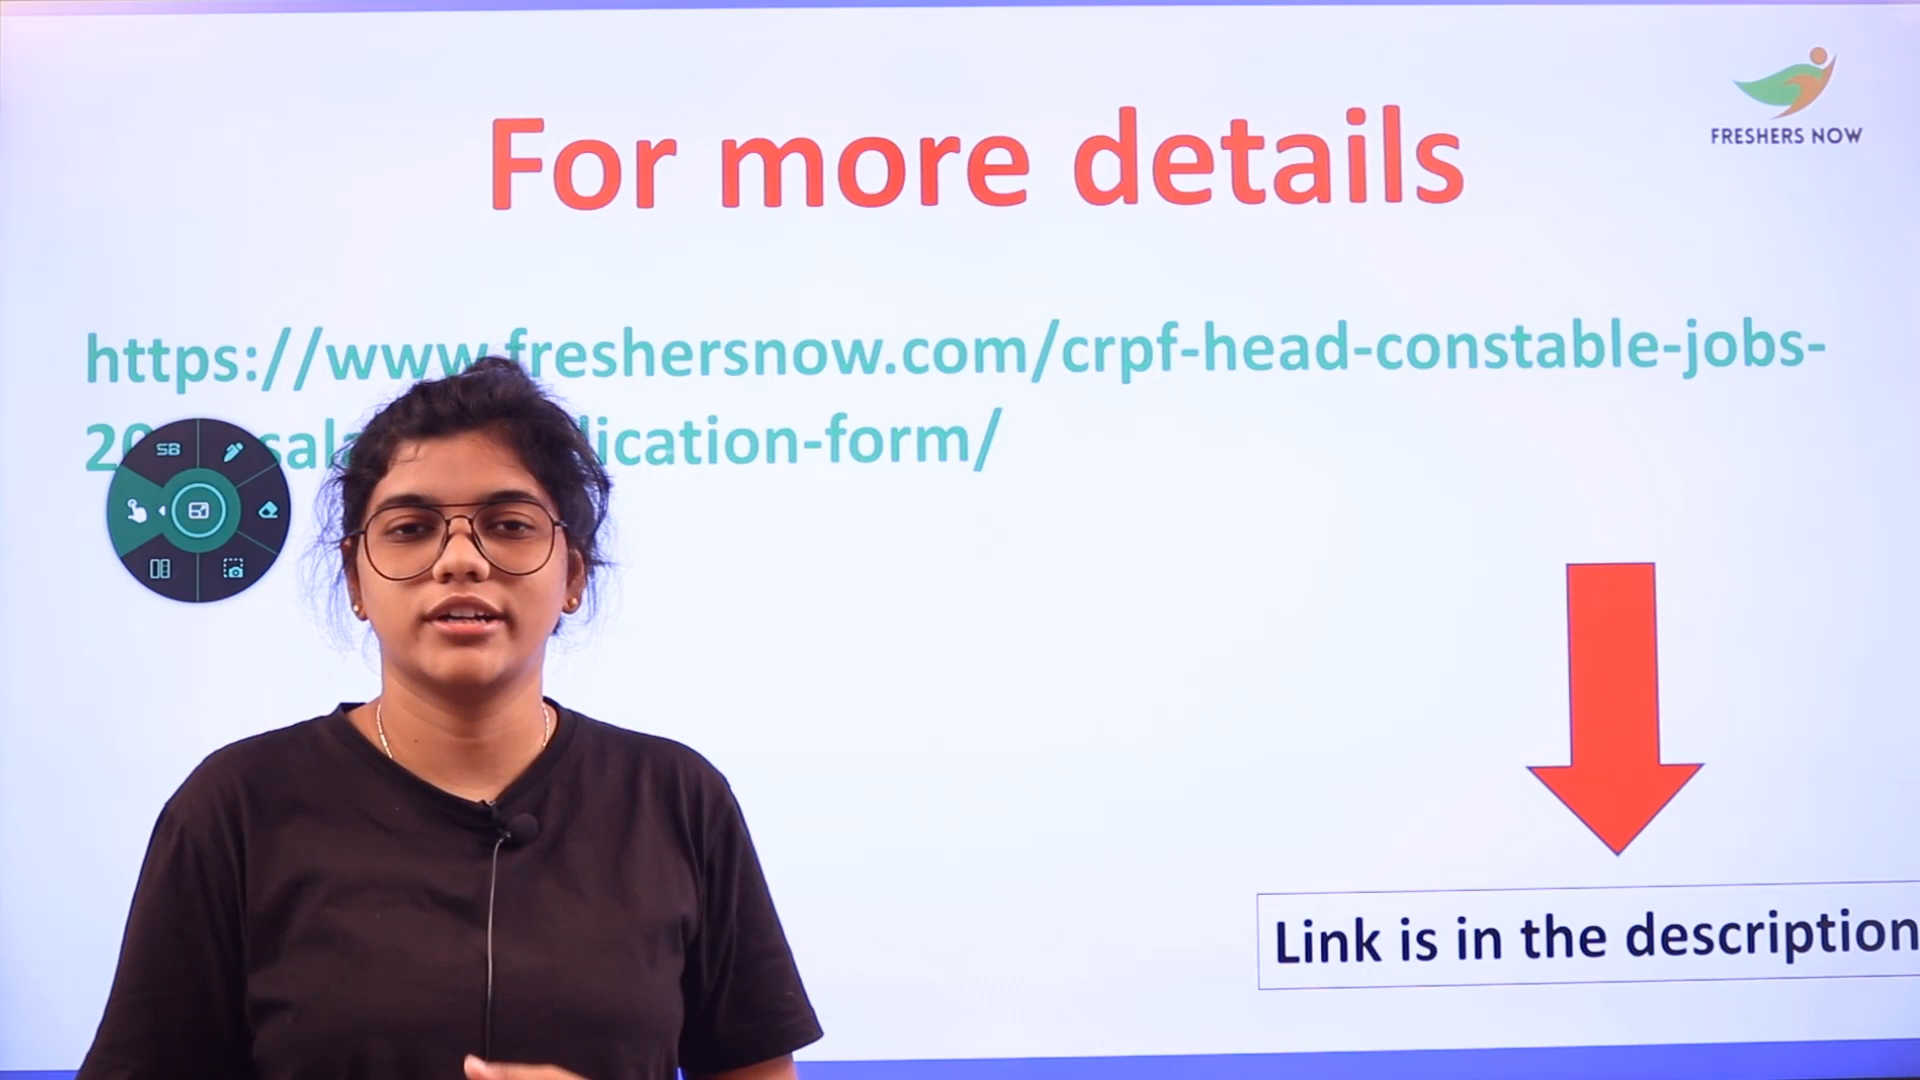 For more details
FRESHERS NOW
https://www.freshersnow.com/crpf-head-constable-jobs-
-form/
SB
Link is in the description